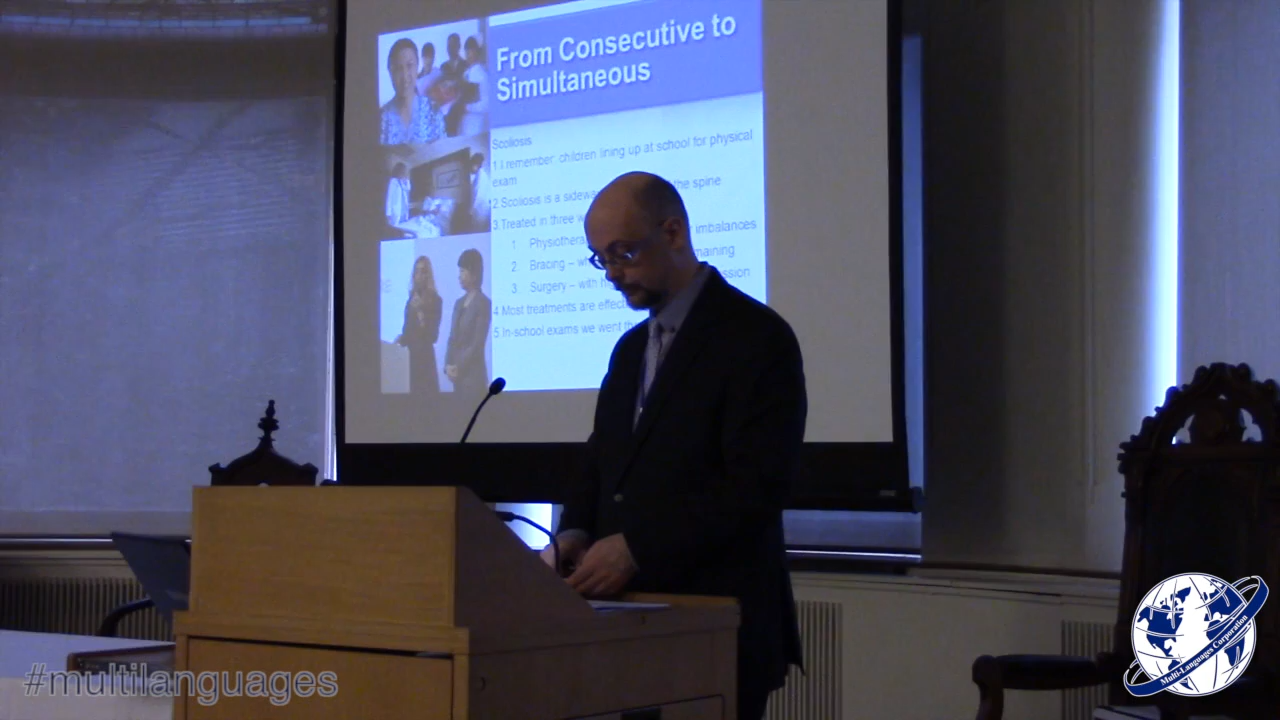 From Consecutive to
Simultaneous
Scoliosis
1 I remember: children lining up at school for physical
exam
2.Scoliosis is a sidewa the spine
3.Treated in three w
1. Physiothera imbalances
2. Bracing – wh maining
3. Surgery – with hi ssion
4 Most treatments are effect
5.In-school exams we went th
#multilanguages
Multi-Languages Corporation